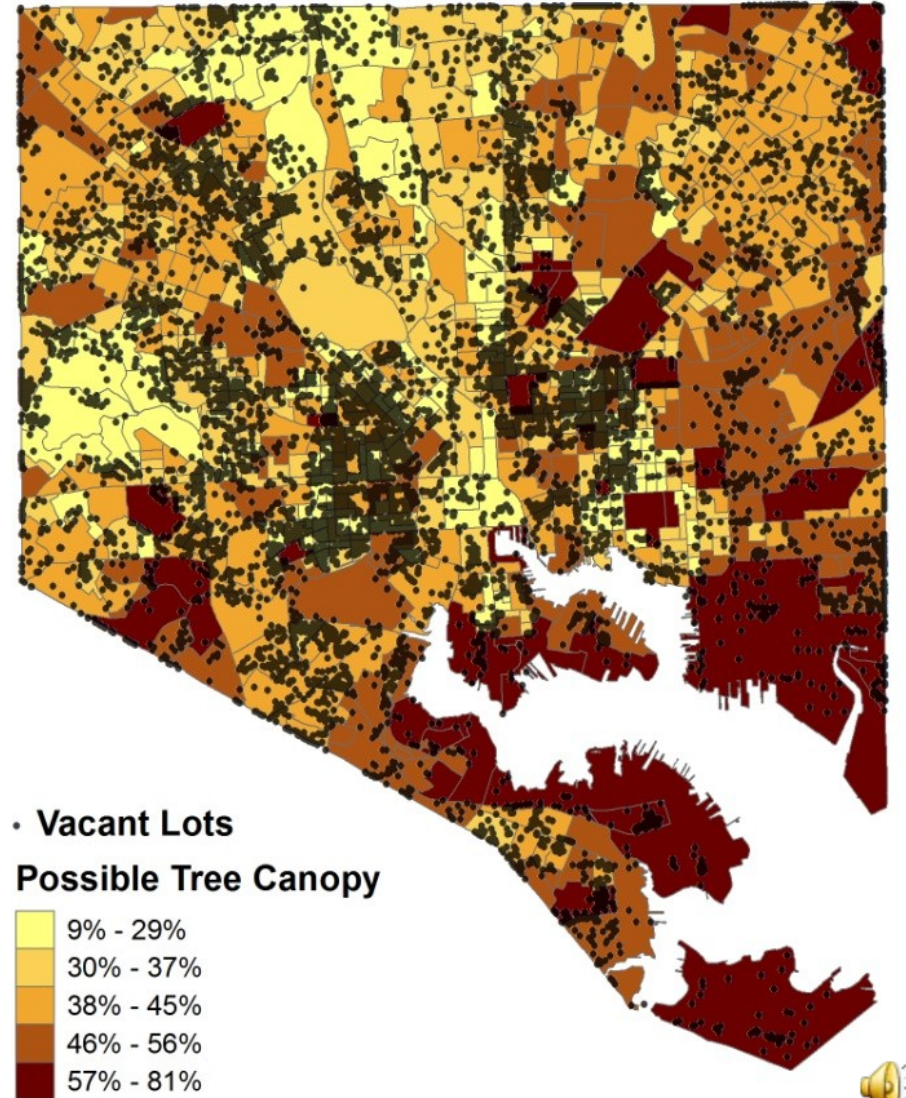 Vacant Lots
Possible Tree Canopy
9% - 29%
30% - 37%
38% - 45%
46% - 56%
57% - 81%